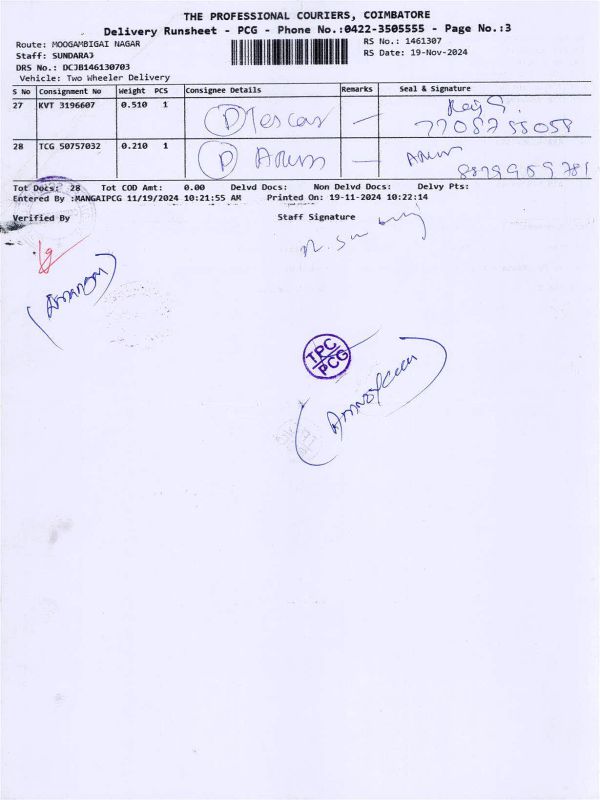 THE PROFESSIONAL COURIERS, COIMBATORE
Delivery Runsheet - PCG - Phone No.:0422-3505555 - Page No.:3
Route: MOOGAMBIGAI NAGAR RS No.: 1461307
Staff: SUNDARAJ RS Date: 19-Nov-2024
DRS No.: DCJB146130703
Vehicle: Two Wheeler Delivery
S No Consignment No Weight PCS Consignee Details Remarks Seal & Signature
27 KVT 3196607 0.510 1 D
28 TCG 50757032 0.210 1 D Arun — Arun
Tot Docs: 28 Tot COD Amt: 0.00 Delvd Docs: Non Delvd Docs: Delvy Pts:
Entered By :MANGAIPCG 11/19/2024 10:21:55 AM Printed On: 19-11-2024 10:22:14
Verified By Staff Signature
TPC
PCG